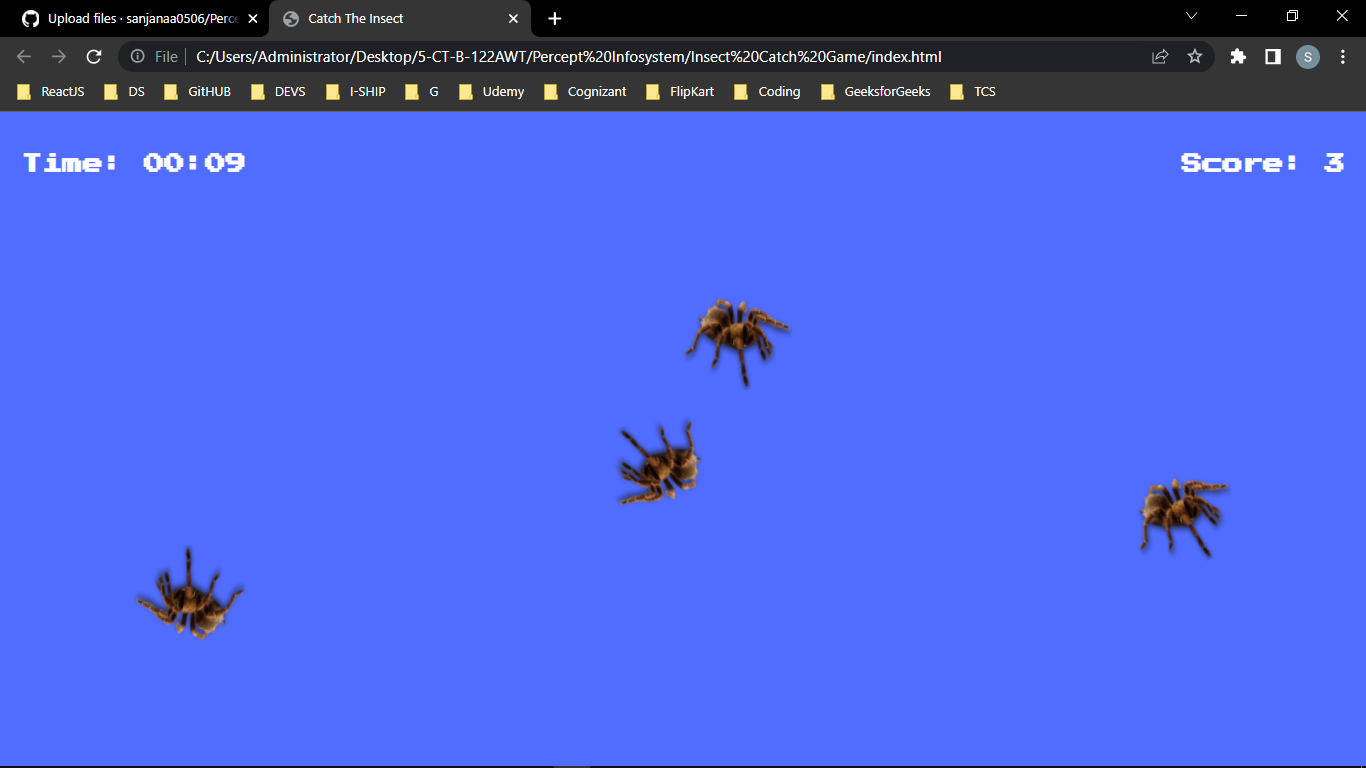 Upload files · sanjanaa0506/Perce
Catch The Insect
File
C:/Users/Administrator/Desktop/5-CT-B-122AWT/Percept%20Infosystem/Insect%20Catch%20Game/index.html
S
ReactJS DS GitHUB DEVS I-SHIP G Udemy Cognizant FlipKart Coding GeeksforGeeks TCS
Time: 00:09 Score: 3